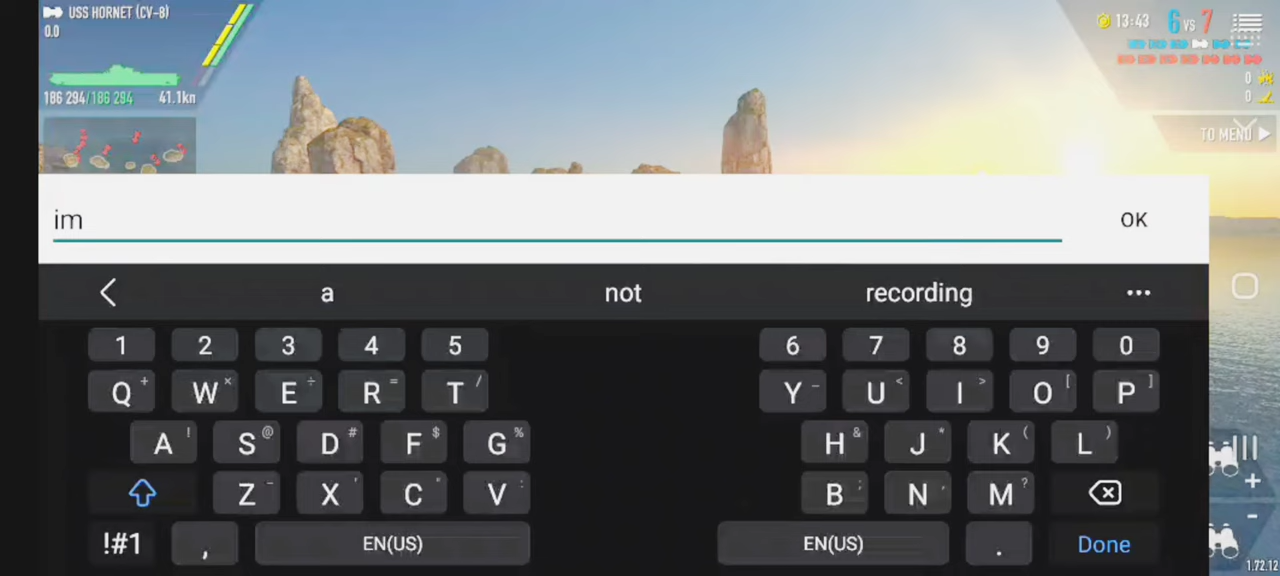 USS HORNET (CV-8)
0.0
186 294/186 294 41.1kn
13:43 6 VS 7
0
0
TO MENU
im
OK
a not recording ...
1 2 3 4 5 6 7 8 9 0
Q + W × E ÷ R = T / Y _ U < I > O [ P ]
A ! S @ D # F $ G % H & J * K ( L )
Z - X ' C " V : B ; N , M ?
!#1 , EN(US) EN(US) . Done
1.72.12